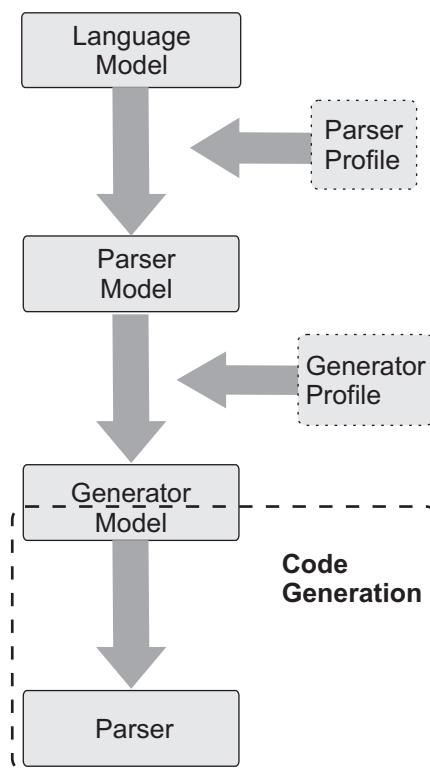 Language
Model
Parser
Profile
Parser
Model
Generator
Profile
Generator
Model
Code
Generation
Parser